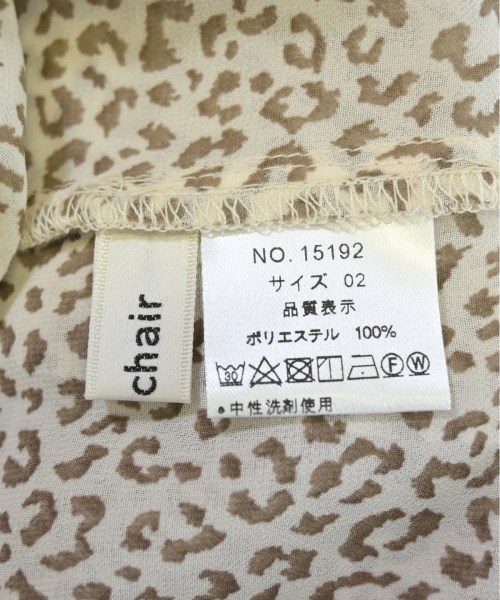 chair
NO. 15192
サイズ 02
品質表示
ポリエステル 100%
30 F W
●中性洗剤使用